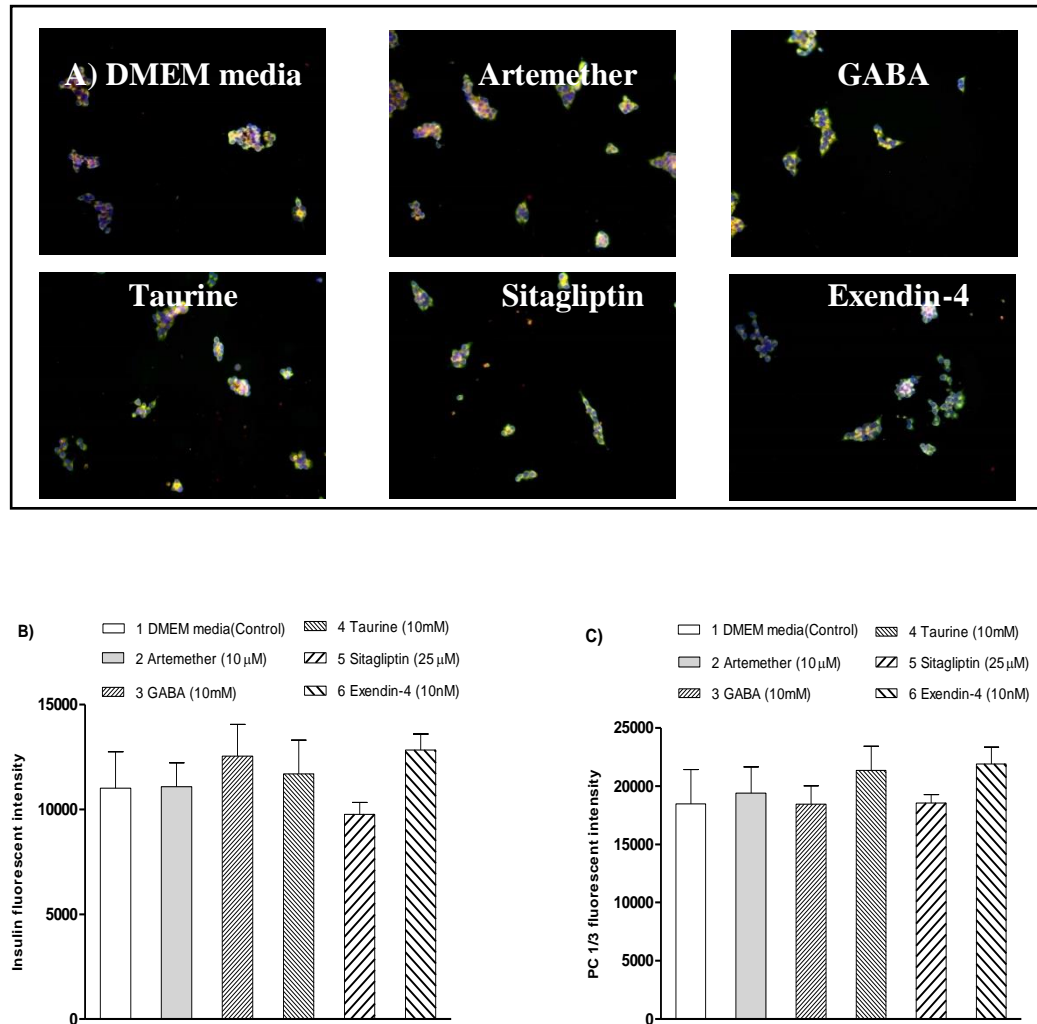 A) DMEM media
Artemether
GABA
Taurine
Sitagliptin
Exendin-4
B)
1 DMEM media(Control)
2 Artemether (10 μM)
3 GABA (10mM)
4 Taurine (10mM)
5 Sitagliptin (25 μM)
6 Exendin-4 (10nM)
Insulin fluorescent intensity
15000
10000
5000
0
C)
1 DMEM media(Control)
2 Artemether (10 μM)
3 GABA (10mM)
4 Taurine (10mM)
5 Sitagliptin (25 μM)
6 Exendin-4 (10nM)
PC 1/3 fluorescent intensity
25000
20000
15000
10000
5000
0